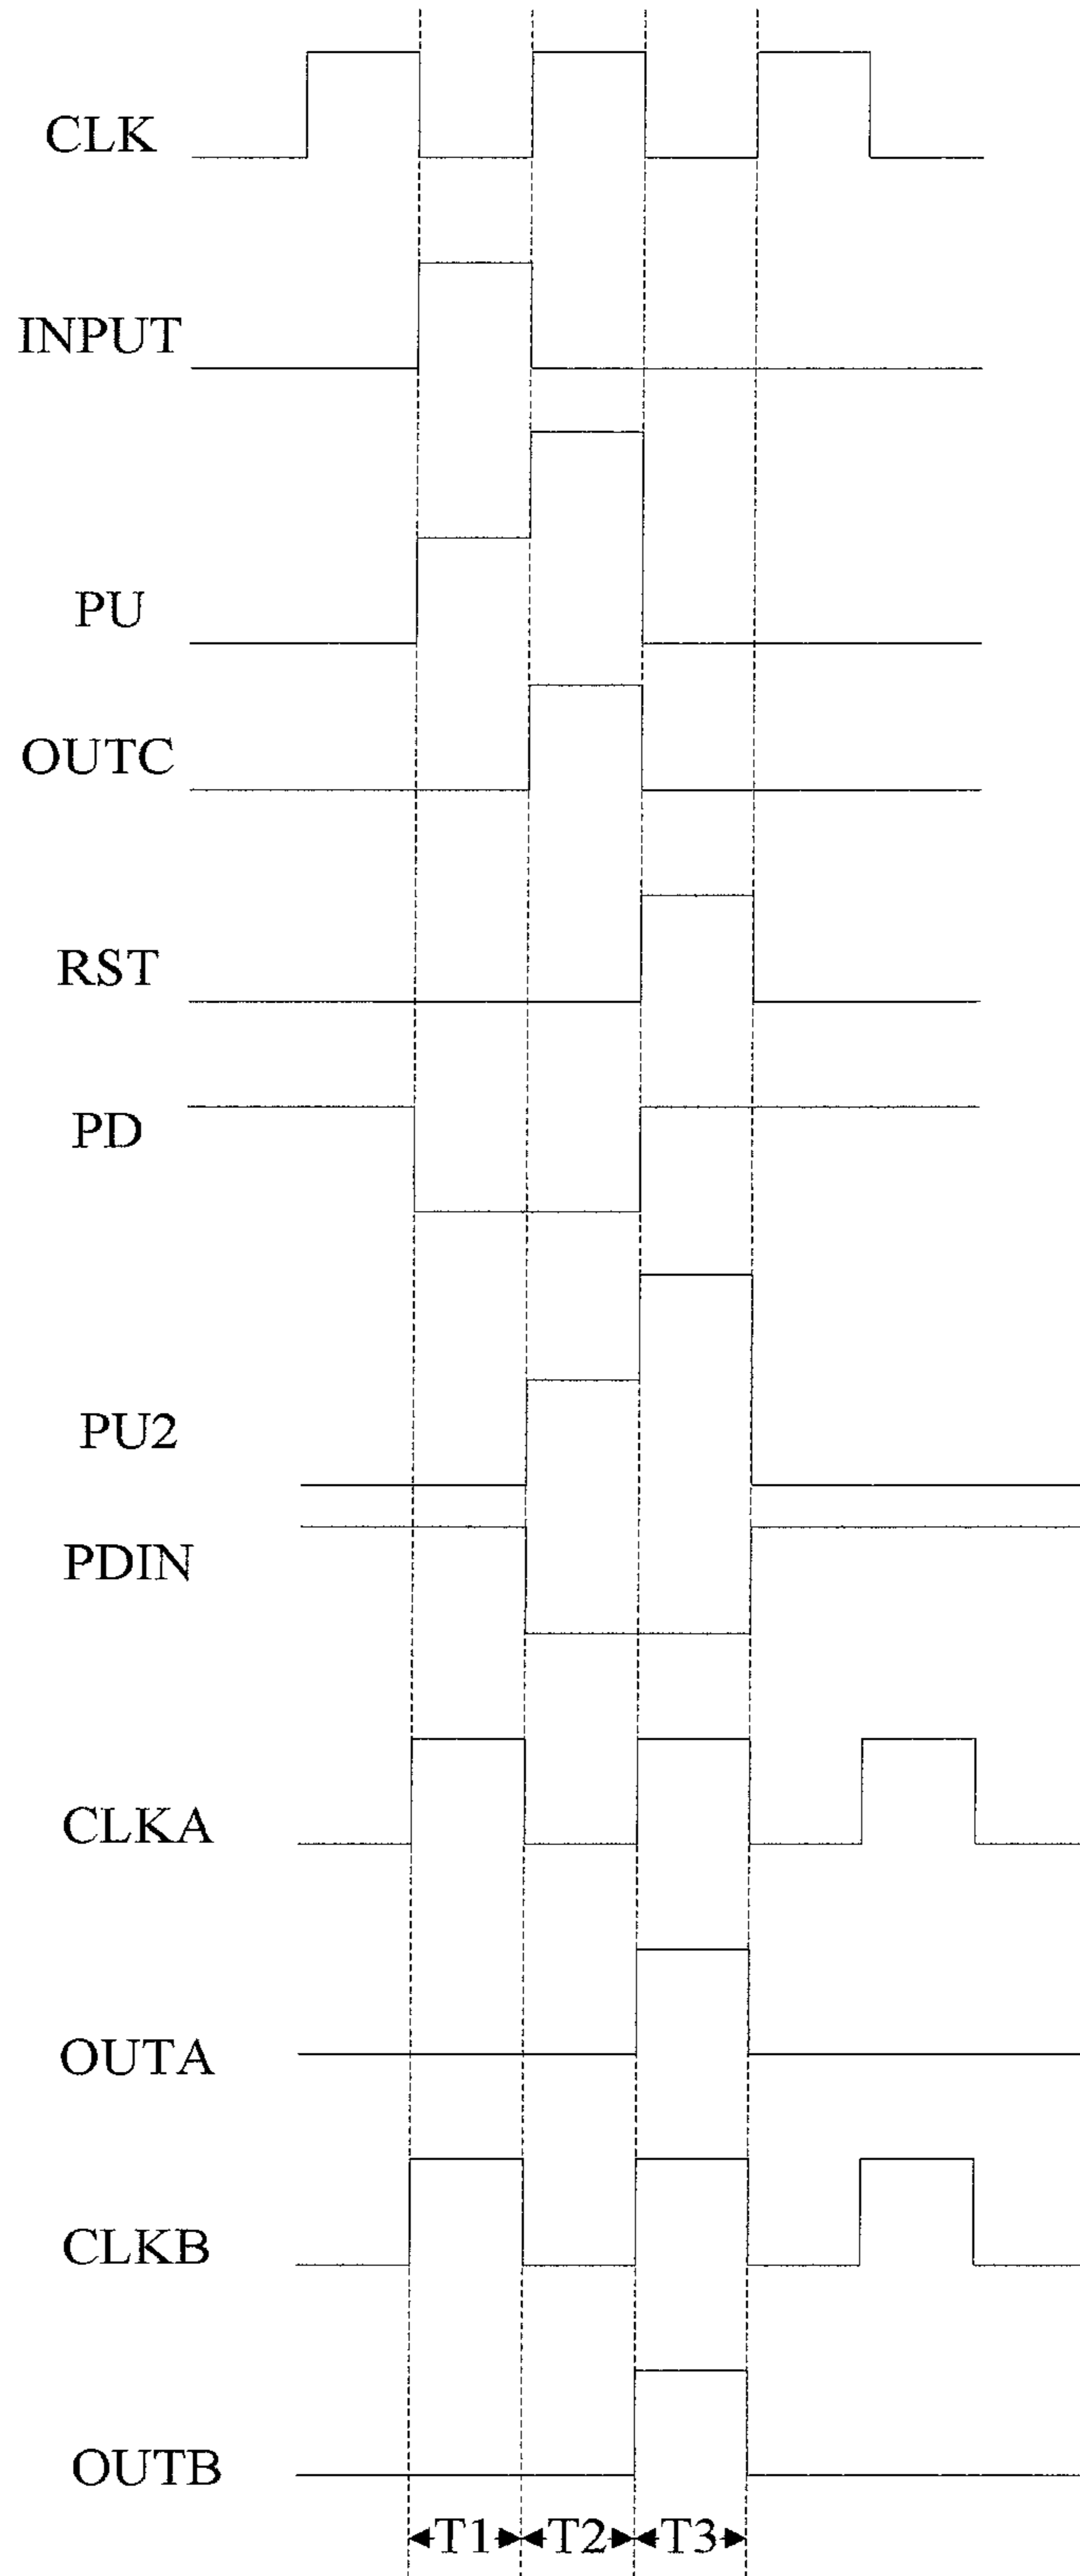 CLK
INPUT
PU
OUTC
RST
PD
PU2
PDIN
CLKA
OUTA
CLKB
OUTB
T1 T2 T3